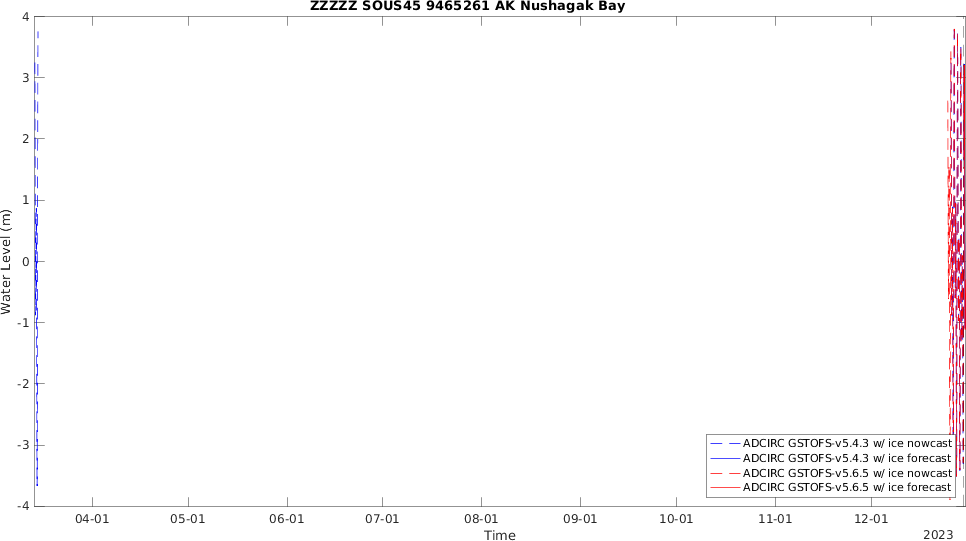 ZZZZZ SOUS45 9465261 AK Nushagak Bay
4
3
2
1
0
-1
-2
-3
-4
Water Level (m)
04-01 05-01 06-01 07-01 08-01 09-01 10-01 11-01 12-01
Time
2023
ADCIRC GSTOFS-v5.4.3 w/ ice nowcast
ADCIRC GSTOFS-v5.4.3 w/ ice forecast
ADCIRC GSTOFS-v5.6.5 w/ ice nowcast
ADCIRC GSTOFS-v5.6.5 w/ ice forecast